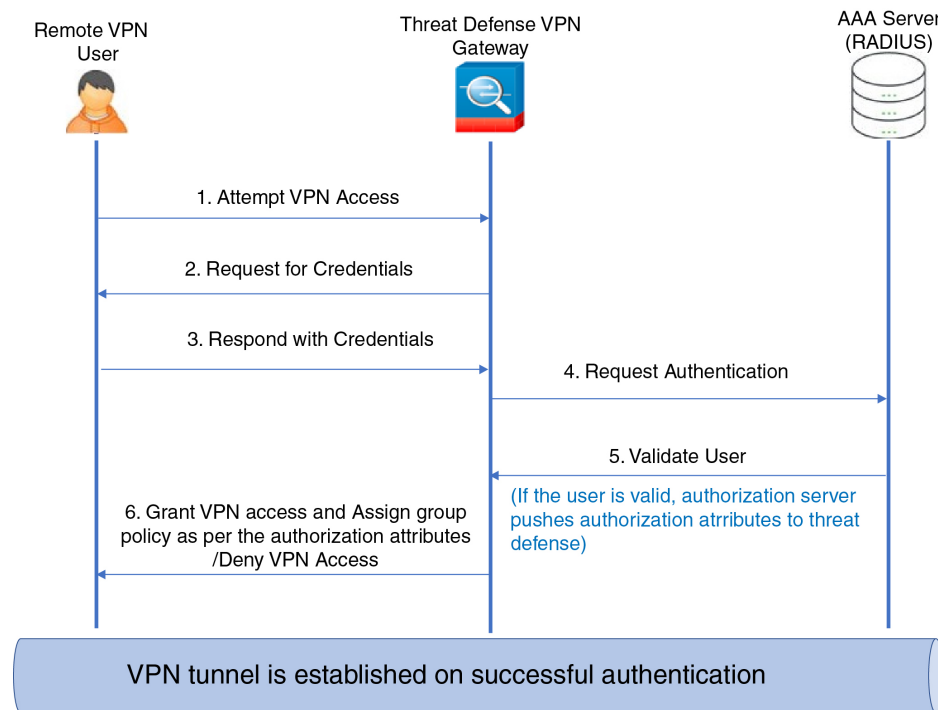 Remote VPN
User
Threat Defense VPN
Gateway
AAA Server
(RADIUS)
1. Attempt VPN Access
2. Request for Credentials
3. Respond with Credentials
4. Request Authentication
5. Validate User
(If the user is valid, authorization server
pushes authorization atrributes to threat
defense)
6. Grant VPN access and Assign group
policy as per the authorization attributes
/Deny VPN Access
VPN tunnel is established on successful authentication